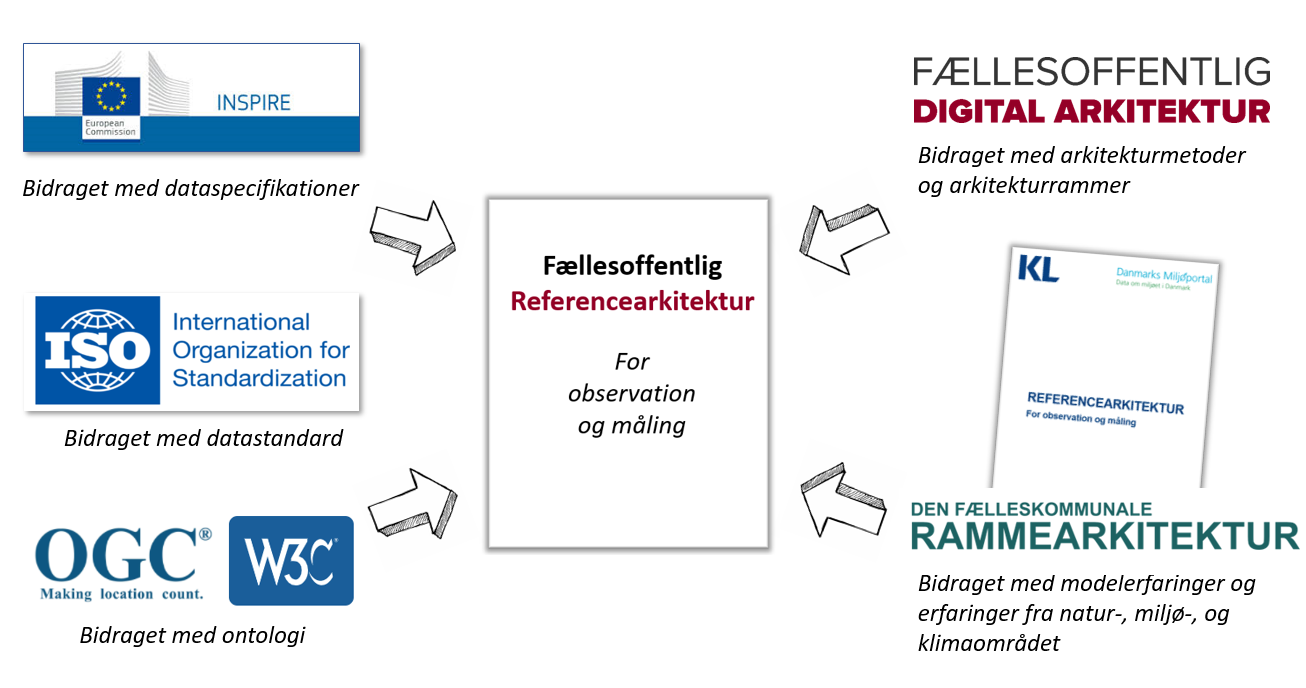 European
Commission
INSPIRE
Bidraget med dataspecifikationer
ISO
International
Organization for
Standardization
Bidraget med datastandard
OGC®
Making location count.
W3C®
Bidraget med ontologi
Fællesoffentlig
Referencearkitektur
For
observation
og måling
FÆLLESOFFENTLIG
DIGITAL ARKITEKTUR
Bidraget med arkitekturmetoder
og arkitekturrammer
KL
Danmarks Miljøportal
Data om miljøet i Danmark
REFERENCEARKITEKTUR
For observation og måling
DEN FÆLLESKOMMUNALE
RAMMEARKITEKTUR
Bidraget med modelerfaringer og
erfaringer fra natur-, miljø-, og
klimaområdet